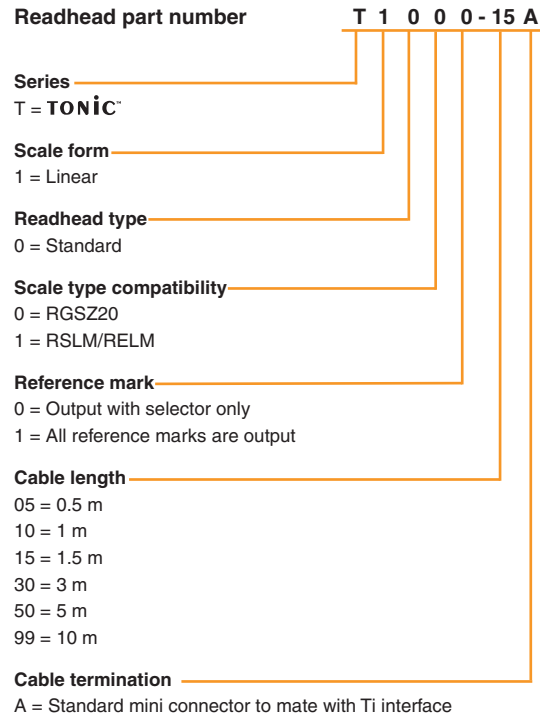 Readhead part number T 1 0 0 0 - 15 A
Series
T = TONiC™
Scale form
1 = Linear
Readhead type
0 = Standard
Scale type compatibility
0 = RGSZ20
1 = RSLM/RELM
Reference mark
0 = Output with selector only
1 = All reference marks are output
Cable length
05 = 0.5 m
10 = 1 m
15 = 1.5 m
30 = 3 m
50 = 5 m
99 = 10 m
Cable termination
A = Standard mini connector to mate with Ti interface